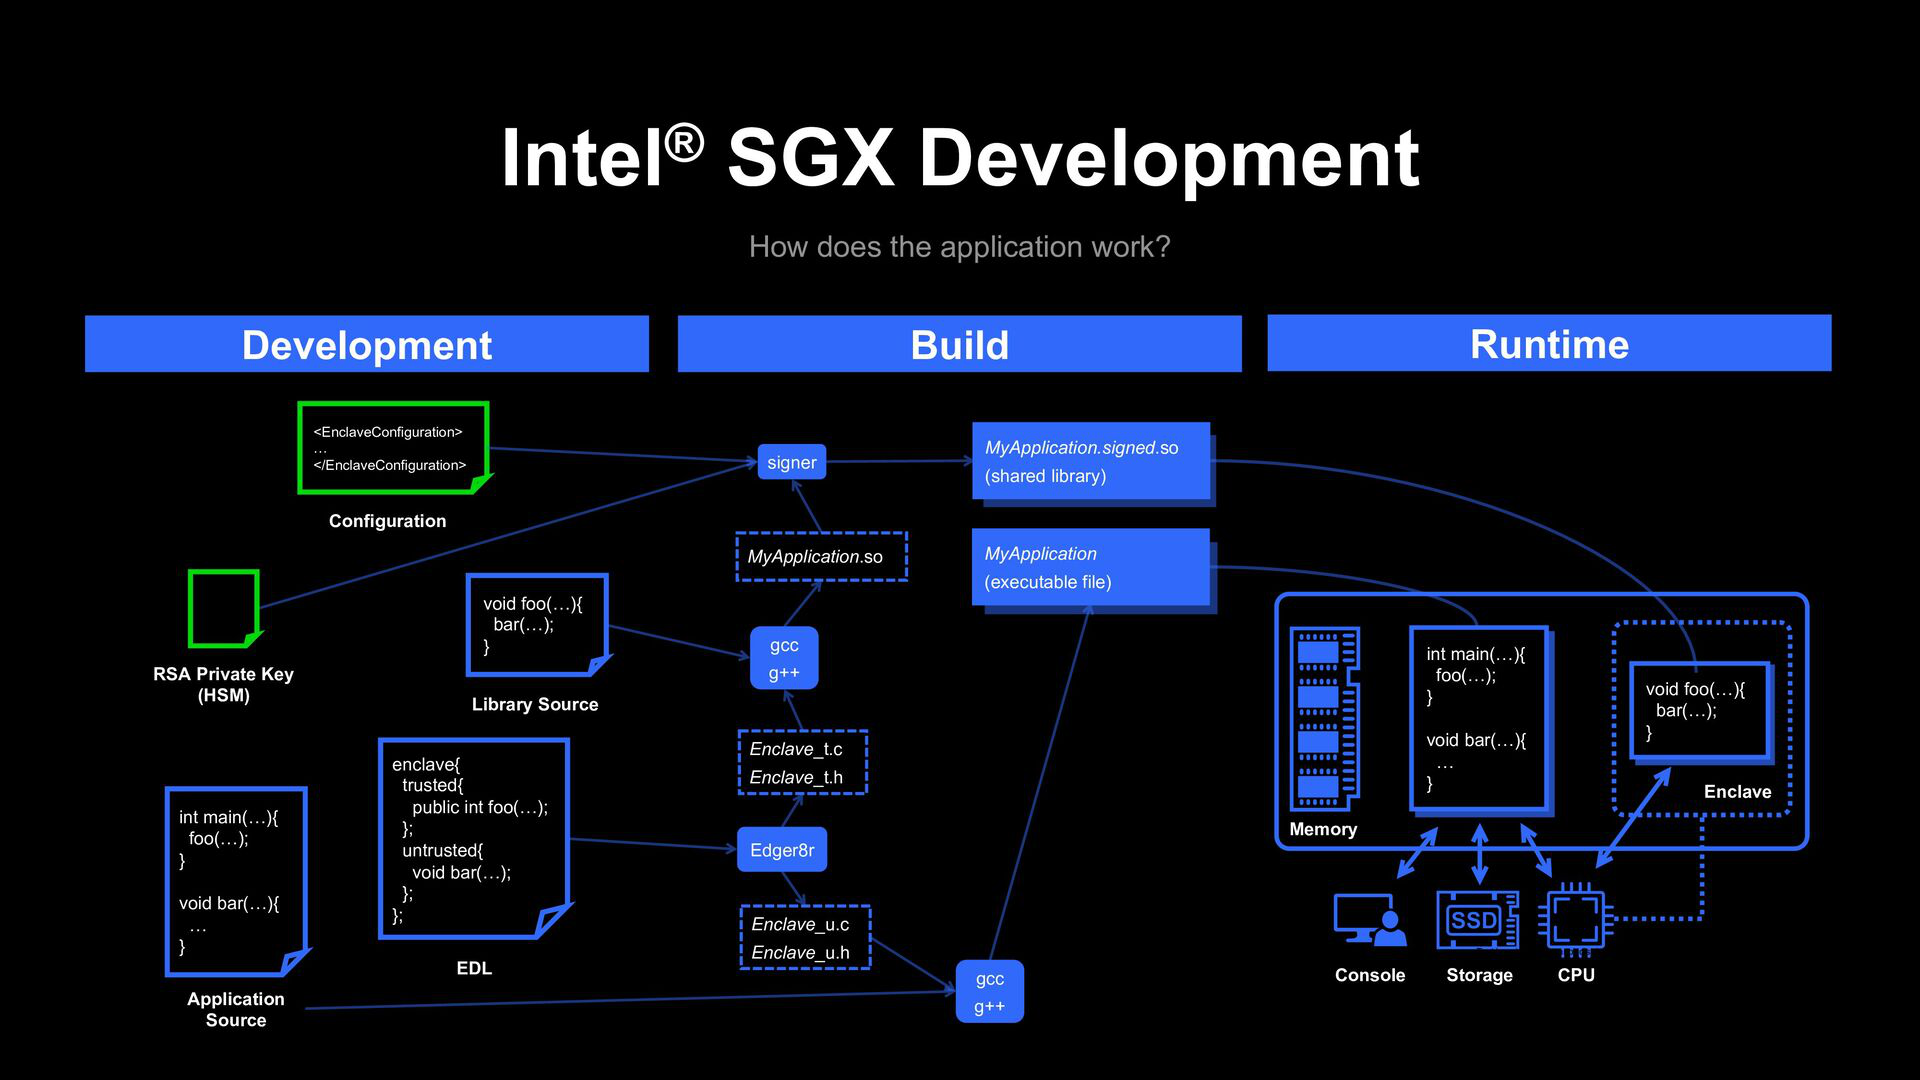 Intel® SGX Development
How does the application work?
Development
Build
Runtime
<EnclaveConfiguration>
…
</EnclaveConfiguration>
Configuration
RSA Private Key
(HSM)
void foo(…){
bar(…);
}
Library Source
int main(…){
foo(…);
}
void bar(…){
…
}
Application
Source
enclave{
trusted{
public int foo(…);
};
untrusted{
void bar(…);
};
};
EDL
signer
MyApplication.so
gcc
g++
Enclave_t.c
Enclave_t.h
Edger8r
Enclave_u.c
Enclave_u.h
gcc
g++
MyApplication.signed.so
(shared library)
MyApplication
(executable file)
Memory
int main(…){
foo(…);
}
void bar(…){
…
}
void foo(…){
bar(…);
}
Enclave
Console
SSD
Storage
CPU